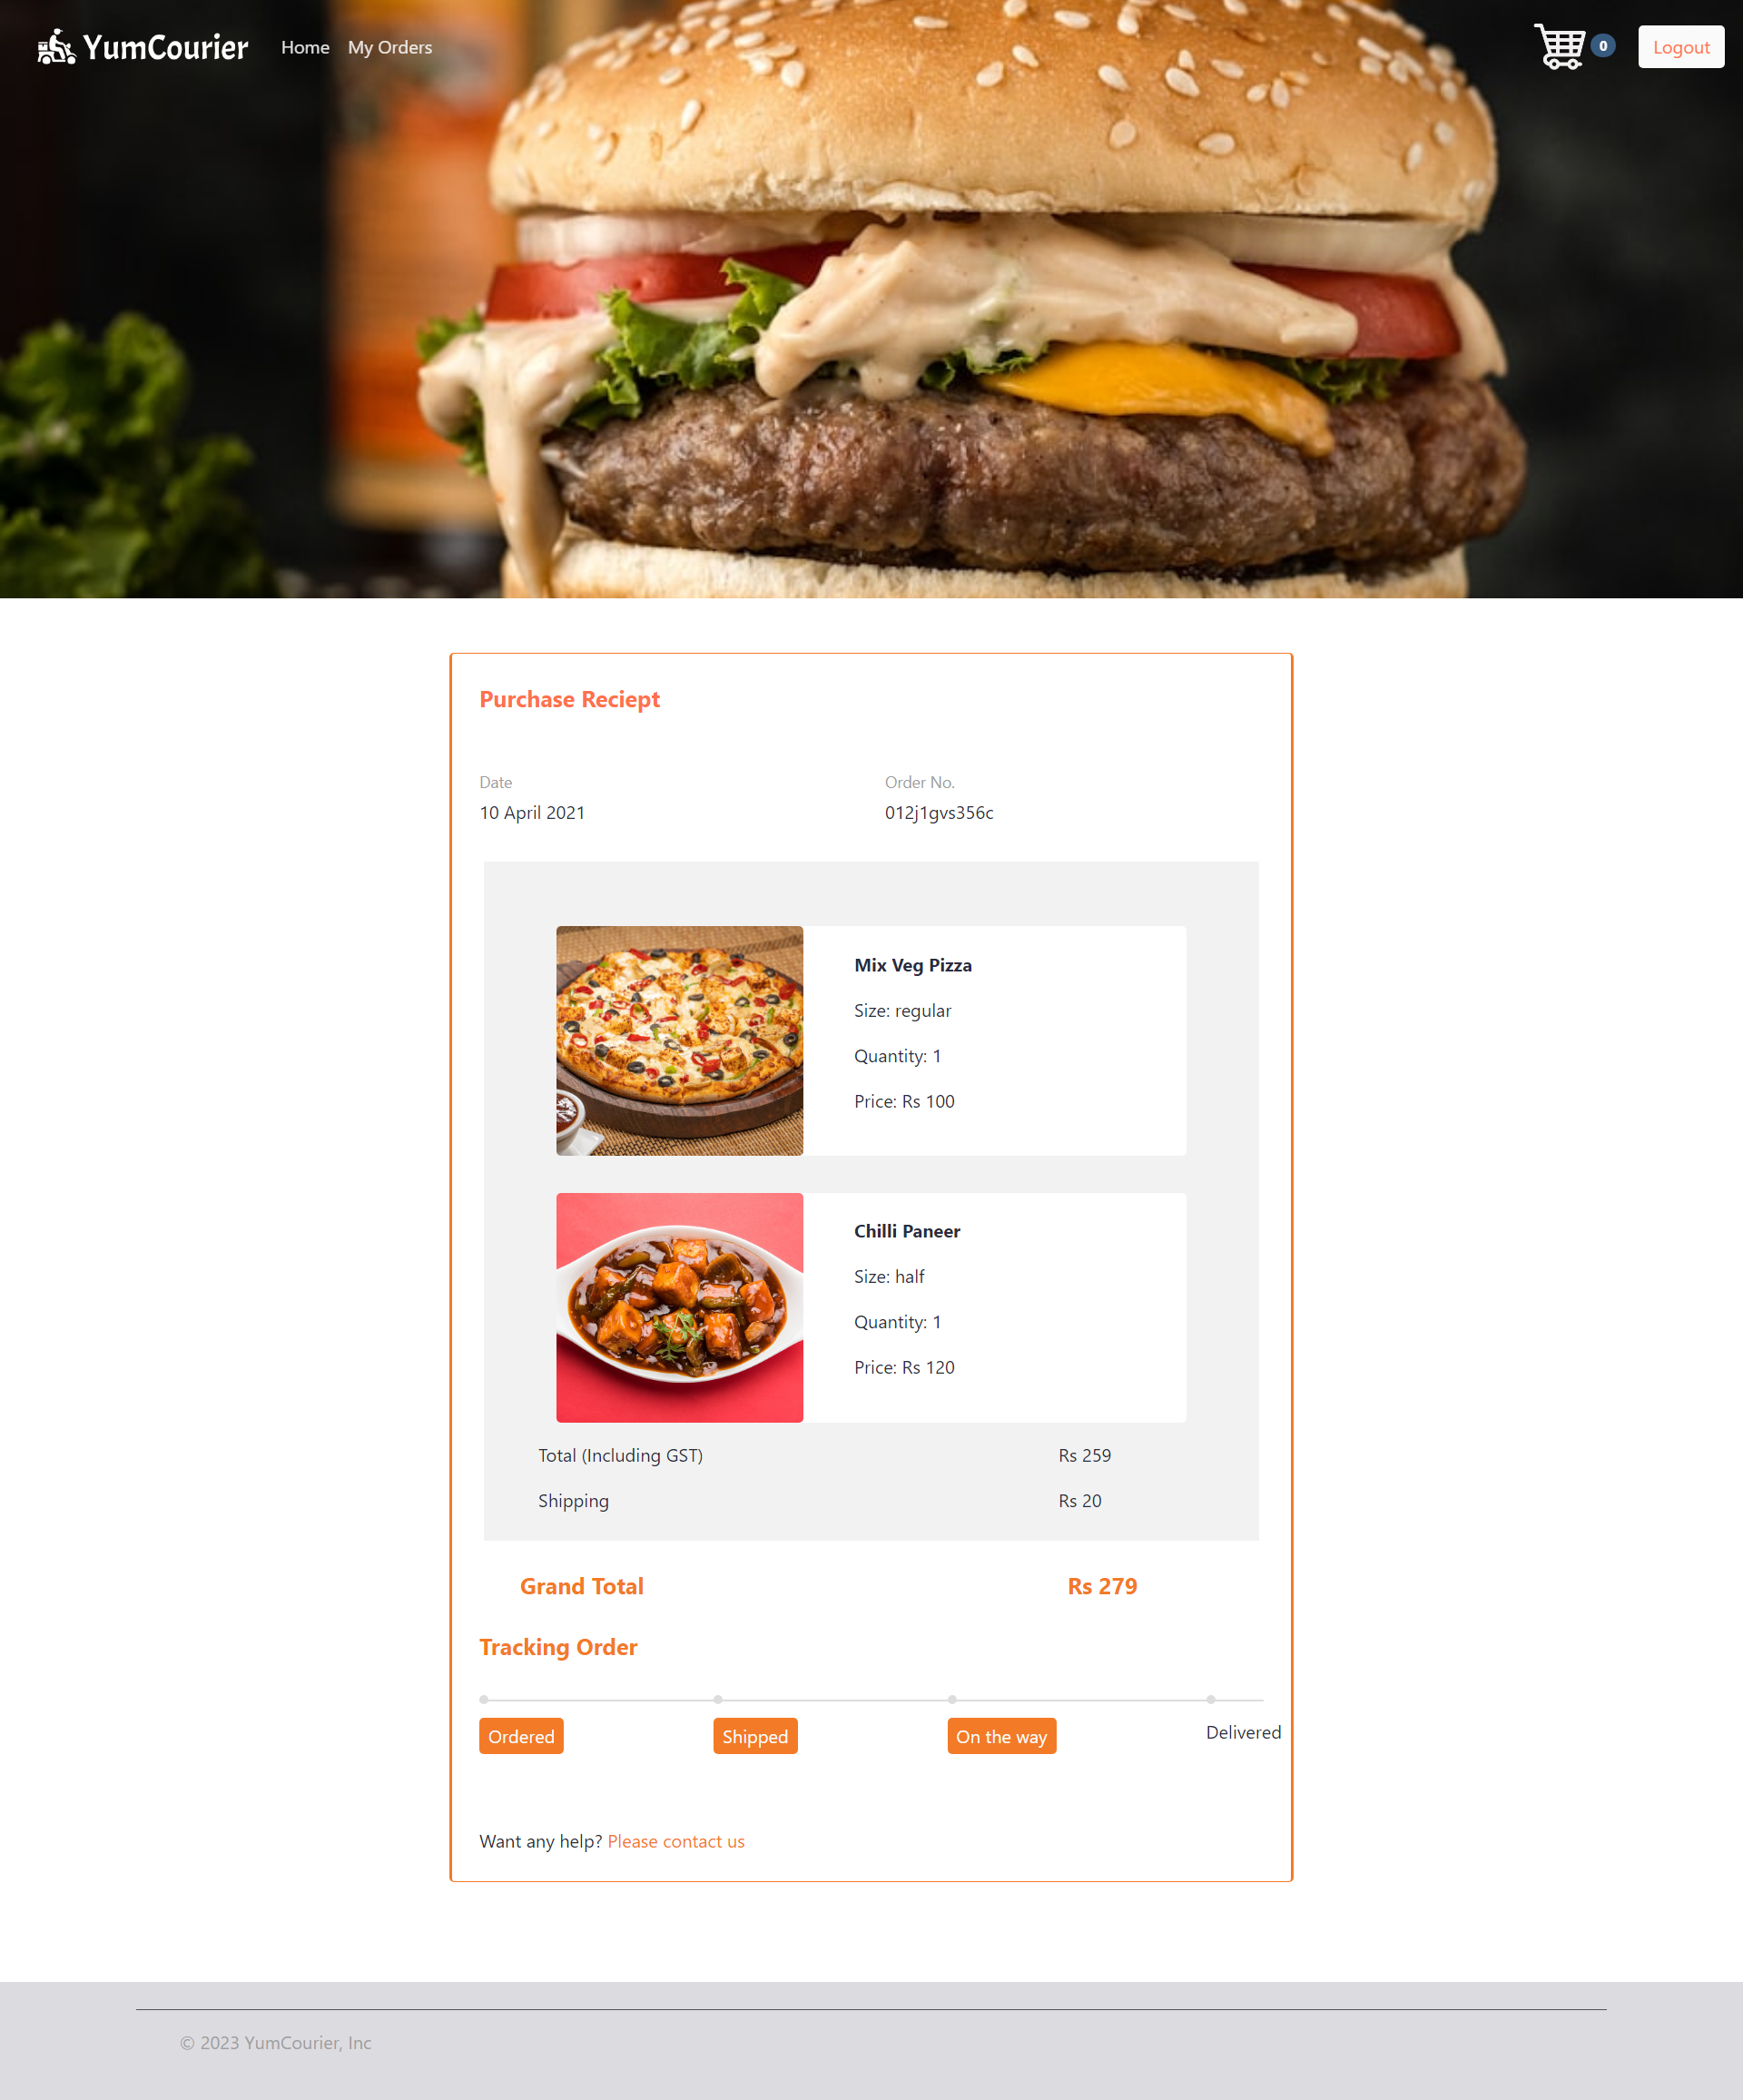 YumCourier Home My Orders 0 Logout
Purchase Reciept
Date Order No.
10 April 2021 012j1gvs356c
Mix Veg Pizza
Size: regular
Quantity: 1
Price: Rs 100
Chilli Paneer
Size: half
Quantity: 1
Price: Rs 120
Total (Including GST) Rs 259
Shipping Rs 20
Grand Total Rs 279
Tracking Order
Ordered Shipped On the way Delivered
Want any help? Please contact us
© 2023 YumCourier, Inc